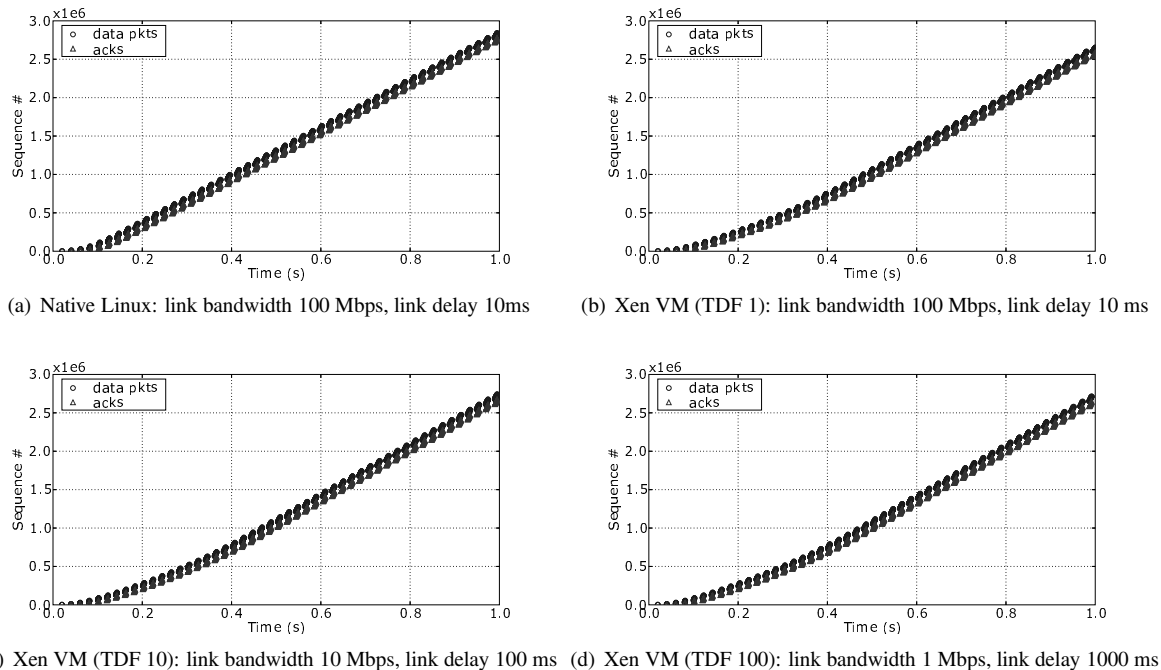 3.0 x1e6
data pkts
acks
2.5
2.0
1.5
1.0
0.5
0.0
Sequence #
0.0 0.2 0.4 0.6 0.8 1.0
Time (s)
(a) Native Linux: link bandwidth 100 Mbps, link delay 10ms
3.0 x1e6
data pkts
acks
2.5
2.0
1.5
1.0
0.5
0.0
Sequence #
0.0 0.2 0.4 0.6 0.8 1.0
Time (s)
(b) Xen VM (TDF 1): link bandwidth 100 Mbps, link delay 10 ms
3.0 x1e6
data pkts
acks
2.5
2.0
1.5
1.0
0.5
0.0
Sequence #
0.0 0.2 0.4 0.6 0.8 1.0
Time (s)
) Xen VM (TDF 10): link bandwidth 10 Mbps, link delay 100 ms
3.0 x1e6
data pkts
acks
2.5
2.0
1.5
1.0
0.5
0.0
Sequence #
0.0 0.2 0.4 0.6 0.8 1.0
Time (s)
(d) Xen VM (TDF 100): link bandwidth 1 Mbps, link delay 1000 ms